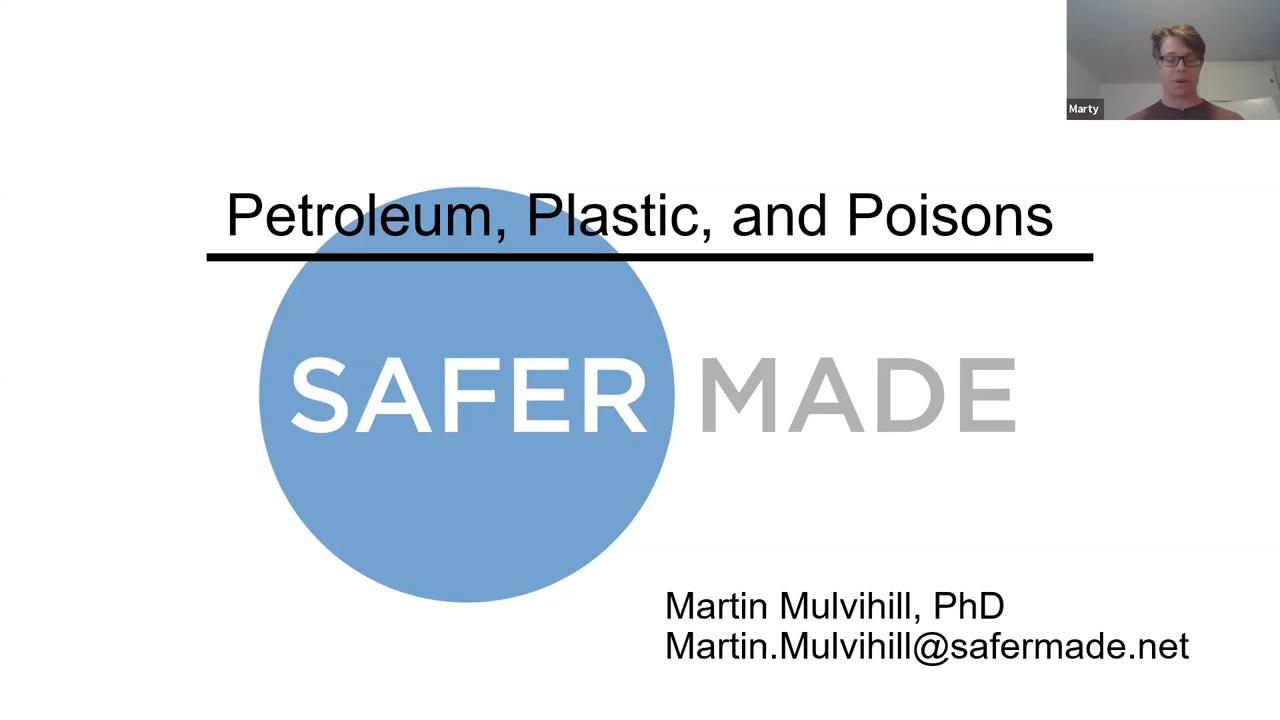 Marty
Petroleum, Plastic, and Poisons
SAFER MADE
Martin Mulvihill, PhD
Martin.Mulvihill@safermade.net